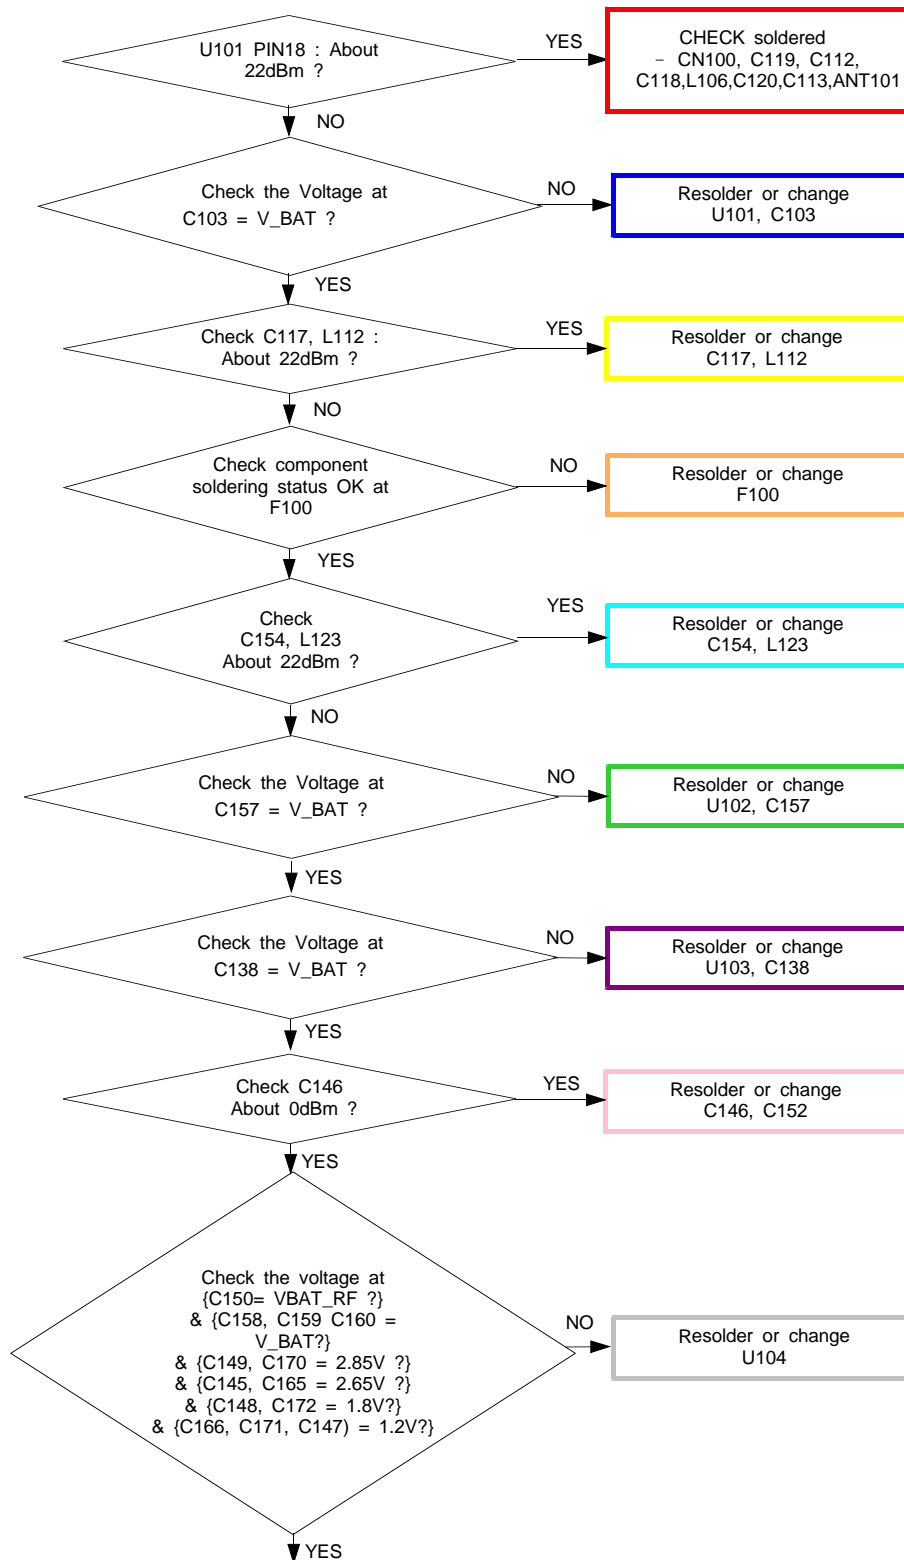 U101 PIN18 : About
22dBm ?
YES
CHECK soldered
- CN100, C119, C112,
C118,L106,C120,C113,ANT101
NO
Check the Voltage at
C103 = V_BAT ?
NO
Resolder or change
U101, C103
YES
Check C117, L112 :
About 22dBm ?
YES
Resolder or change
C117, L112
NO
Check component
soldering status OK at
F100
NO
Resolder or change
F100
YES
Check
C154, L123
About 22dBm ?
YES
Resolder or change
C154, L123
NO
Check the Voltage at
C157 = V_BAT ?
NO
Resolder or change
U102, C157
YES
Check the Voltage at
C138 = V_BAT ?
NO
Resolder or change
U103, C138
YES
Check C146
About 0dBm ?
YES
Resolder or change
C146, C152
YES
Check the voltage at
{C150= VBAT_RF ?}
& {C158, C159 C160 =
V_BAT?}
& {C149, C170 = 2.85V ?}
& {C145, C165 = 2.65V ?}
& {C148, C172 = 1.8V?}
& {C166, C171, C147) = 1.2V?}
NO
Resolder or change
U104
YES